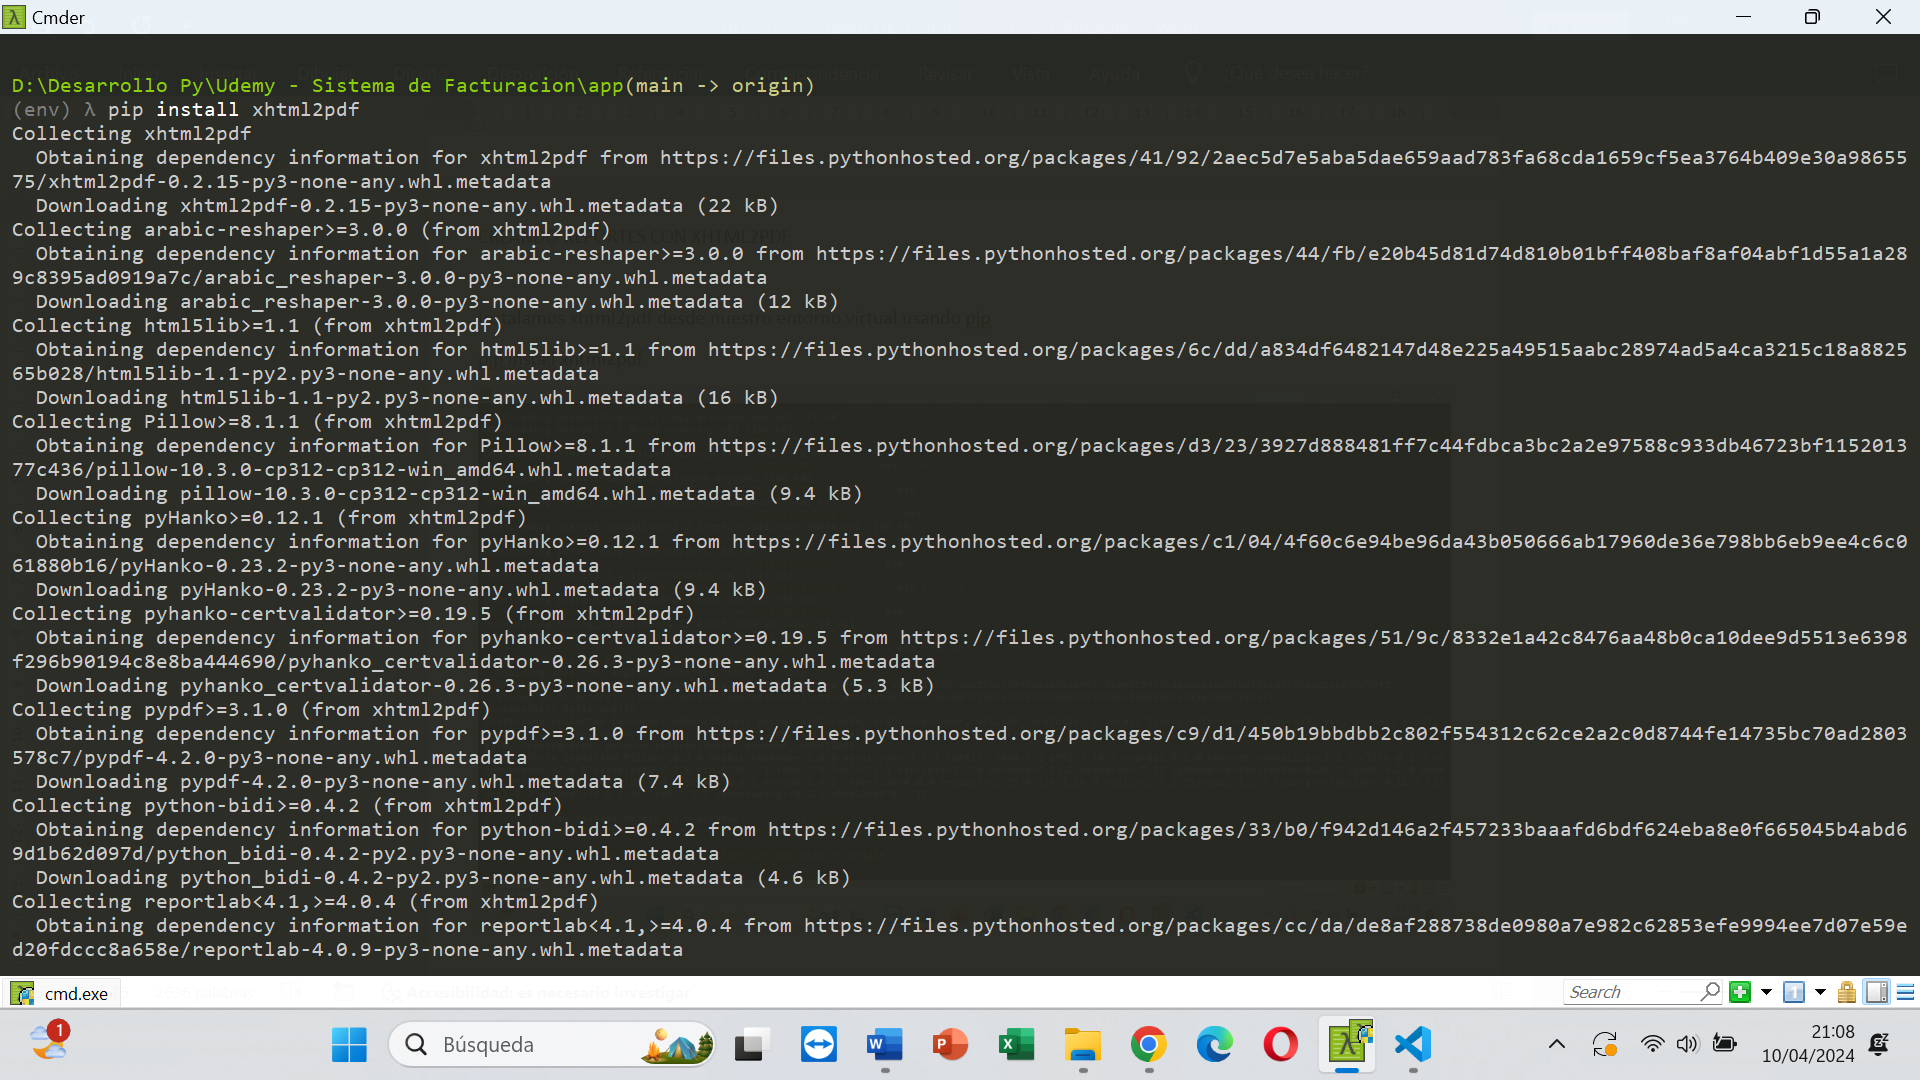 Cmder
D:\Desarrollo Py\Udemy - Sistema de Facturacion\app(main -> origin)
(env) λ pip install xhtml2pdf
Collecting xhtml2pdf
  Obtaining dependency information for xhtml2pdf from https://files.pythonhosted.org/packages/41/92/2aec5d7e5aba5dae659aad783fa68cda1659cf5ea3764b409e30a98655
75/xhtml2pdf-0.2.15-py3-none-any.whl.metadata
  Downloading xhtml2pdf-0.2.15-py3-none-any.whl.metadata (22 kB)
Collecting arabic-reshaper>=3.0.0 (from xhtml2pdf)
  Obtaining dependency information for arabic-reshaper>=3.0.0 from https://files.pythonhosted.org/packages/44/fb/e20b45d81d74d810b01bff408baf8af04abf1d55a1a28
9c8395ad0919a7c/arabic_reshaper-3.0.0-py3-none-any.whl.metadata
  Downloading arabic_reshaper-3.0.0-py3-none-any.whl.metadata (12 kB)
Collecting html5lib>=1.1 (from xhtml2pdf)
  Obtaining dependency information for html5lib>=1.1 from https://files.pythonhosted.org/packages/6c/dd/a834df6482147d48e225a49515aabc28974ad5a4ca3215c18a8825
65b028/html5lib-1.1-py2.py3-none-any.whl.metadata
  Downloading html5lib-1.1-py2.py3-none-any.whl.metadata (16 kB)
Collecting Pillow>=8.1.1 (from xhtml2pdf)
  Obtaining dependency information for Pillow>=8.1.1 from https://files.pythonhosted.org/packages/d3/23/3927d888481ff7c44fdbca3bc2a2e97588c933db46723bf1152013
77c436/pillow-10.3.0-cp312-cp312-win_amd64.whl.metadata
  Downloading pillow-10.3.0-cp312-cp312-win_amd64.whl.metadata (9.4 kB)
Collecting pyHanko>=0.12.1 (from xhtml2pdf)
  Obtaining dependency information for pyHanko>=0.12.1 from https://files.pythonhosted.org/packages/c1/04/4f60c6e94be96da43b050666ab17960de36e798bb6eb9ee4c6c0
61880b16/pyHanko-0.23.2-py3-none-any.whl.metadata
  Downloading pyHanko-0.23.2-py3-none-any.whl.metadata (9.4 kB)
Collecting pyhanko-certvalidator>=0.19.5 (from xhtml2pdf)
  Obtaining dependency information for pyhanko-certvalidator>=0.19.5 from https://files.pythonhosted.org/packages/51/9c/8332e1a42c8476aa48b0ca10dee9d5513e6398
f296b90194c8e8ba444690/pyhanko_certvalidator-0.26.3-py3-none-any.whl.metadata
  Downloading pyhanko_certvalidator-0.26.3-py3-none-any.whl.metadata (5.3 kB)
Collecting pypdf>=3.1.0 (from xhtml2pdf)
  Obtaining dependency information for pypdf>=3.1.0 from https://files.pythonhosted.org/packages/c9/d1/450b19bbdbb2c802f554312c62ce2a2c0d8744fe14735bc70ad2803
578c7/pypdf-4.2.0-py3-none-any.whl.metadata
  Downloading pypdf-4.2.0-py3-none-any.whl.metadata (7.4 kB)
Collecting python-bidi>=0.4.2 (from xhtml2pdf)
  Obtaining dependency information for python-bidi>=0.4.2 from https://files.pythonhosted.org/packages/33/b0/f942d146a2f457233baaafd6bdf624eba8e0f665045b4abd6
9d1b62d097d/python_bidi-0.4.2-py2.py3-none-any.whl.metadata
  Downloading python_bidi-0.4.2-py2.py3-none-any.whl.metadata (4.6 kB)
Collecting reportlab<4.1,>=4.0.4 (from xhtml2pdf)
  Obtaining dependency information for reportlab<4.1,>=4.0.4 from https://files.pythonhosted.org/packages/cc/da/de8af288738de0980a7e982c62853efe9994ee7d07e59e
d20fdccc8a658e/reportlab-4.0.9-py3-none-any.whl.metadata
cmd.exe
Search
1
Búsqueda
21:08
10/04/2024